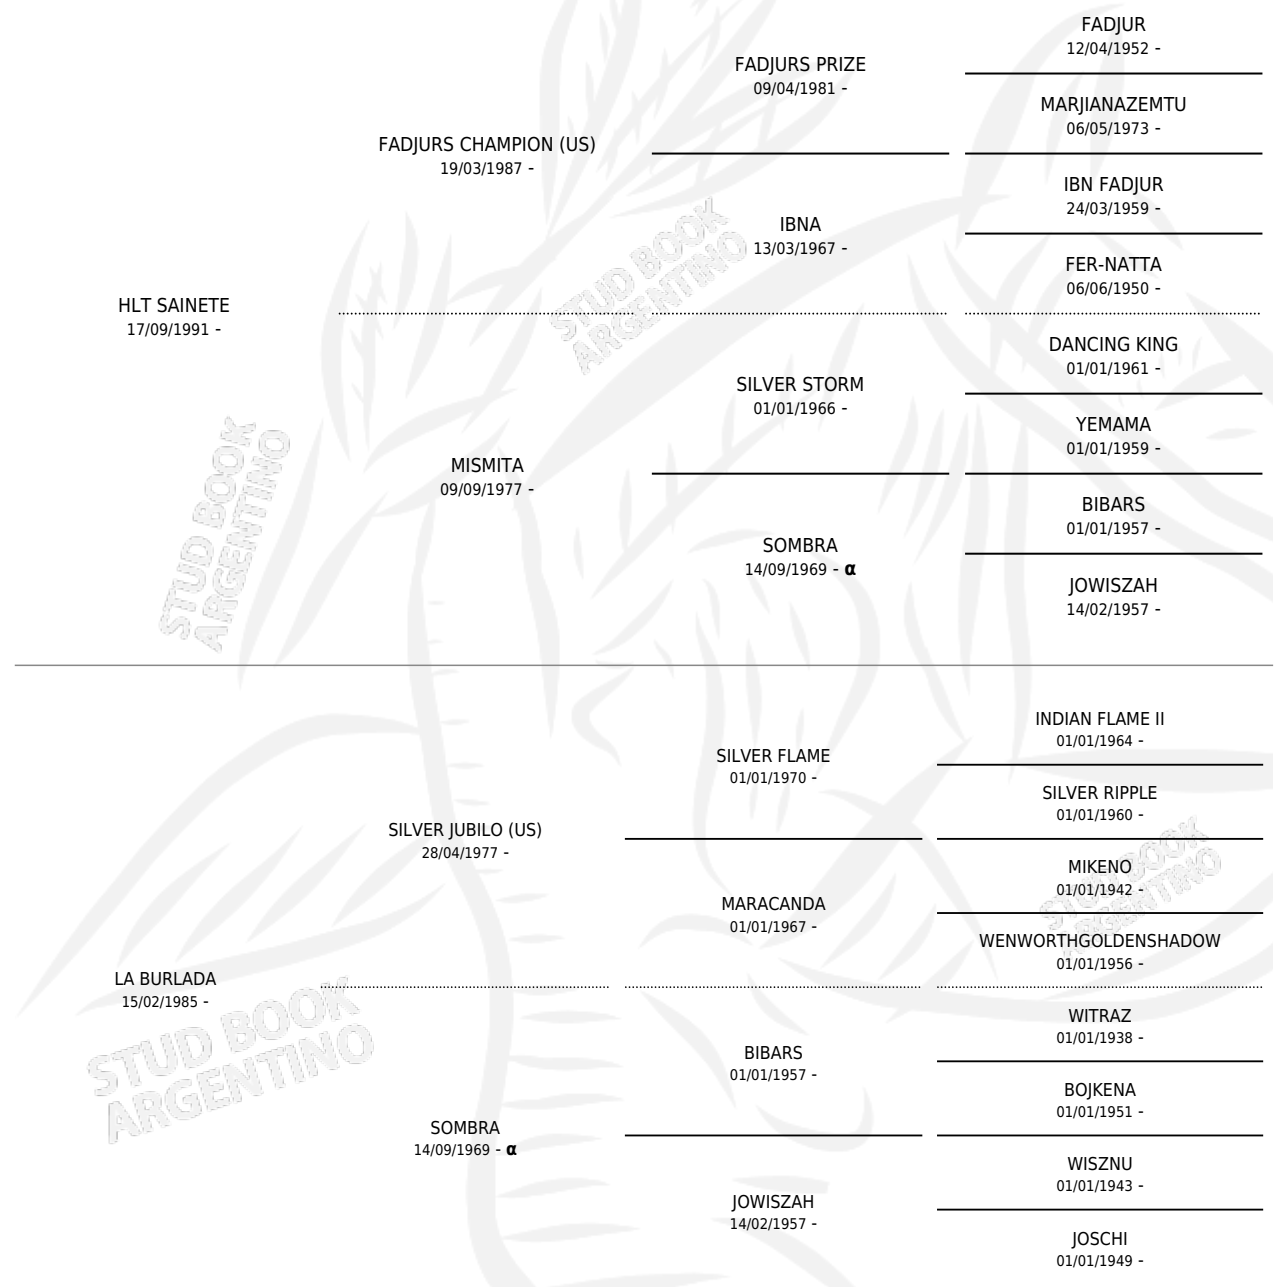 FADJUR
12/04/1952 -
FADJURS PRIZE
09/04/1981 -
MARJIANAZEMTU
06/05/1973 -
FADJURS CHAMPION (US)
19/03/1987 -
IBN FADJUR
24/03/1959 -
IBNA
13/03/1967 -
FER-NATTA
06/06/1950 -
HLT SAINETE
17/09/1991 -
DANCING KING
01/01/1961 -
SILVER STORM
01/01/1966 -
YEMAMA
01/01/1959 -
MISMITA
09/09/1977 -
BIBARS
01/01/1957 -
SOMBRA
14/09/1969 - α
JOWISZAH
14/02/1957 -
INDIAN FLAME II
01/01/1964 -
SILVER FLAME
01/01/1970 -
SILVER RIPPLE
01/01/1960 -
SILVER JUBILO (US)
28/04/1977 -
MIKENO
01/01/1942 -
MARACANDA
01/01/1967 -
WENWORTHGOLDENSHADOW
01/01/1956 -
LA BURLADA
15/02/1985 -
WITRAZ
01/01/1938 -
BIBARS
01/01/1957 -
BOJKENA
01/01/1951 -
SOMBRA
14/09/1969 - α
WISZNU
01/01/1943 -
JOWISZAH
14/02/1957 -
JOSCHI
01/01/1949 -
STUD BOOK
ARGENTINO
STUD BOOK
ARGENTINO
STUD BOOK
ARGENTINO
STUD BOOK
ARGENTINO